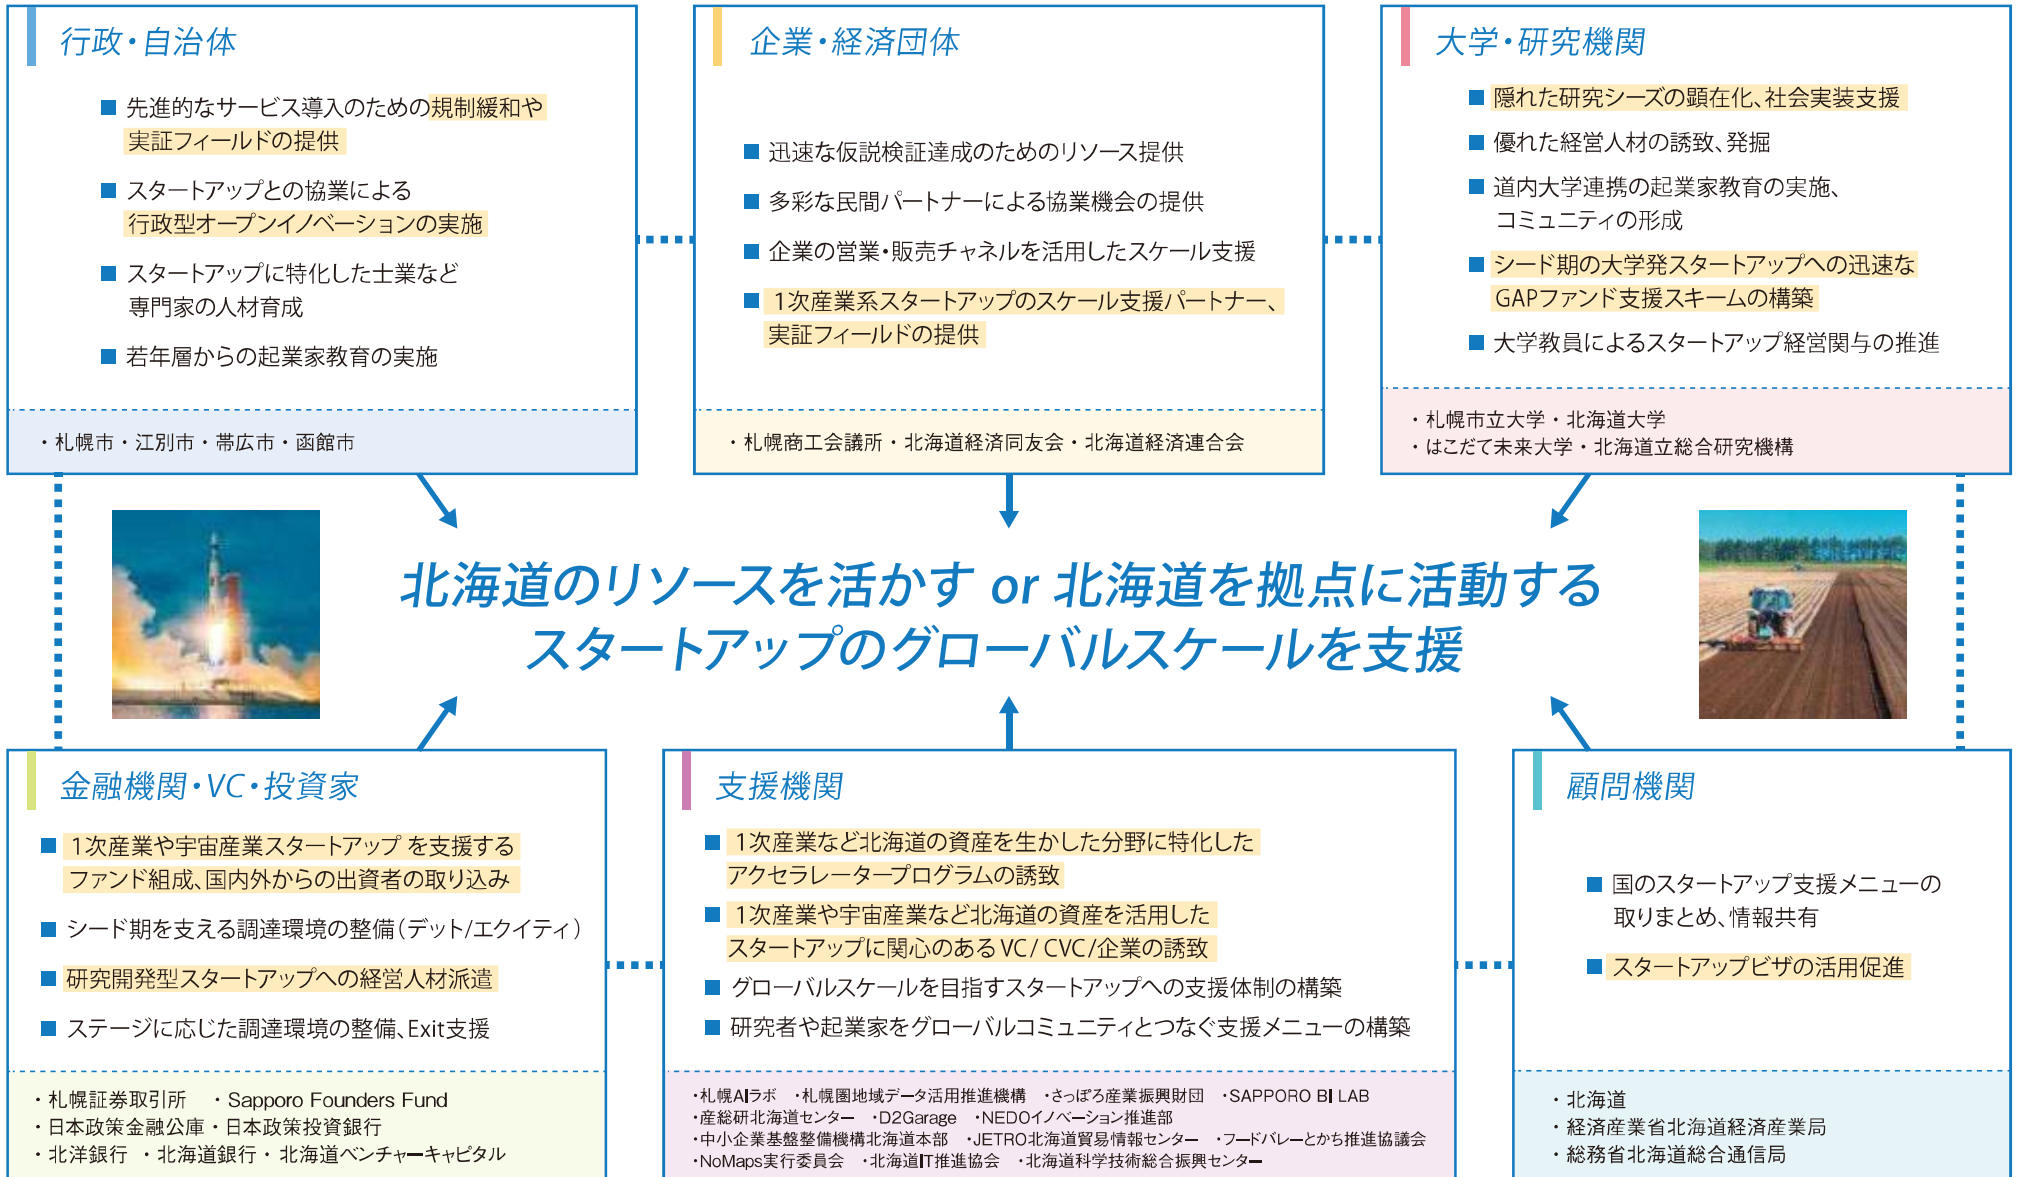 行政・自治体
■ 先進的なサービス導入のための規制緩和や
実証フィールドの提供
■ スタートアップとの協業による
行政型オープンイノベーションの実施
■ スタートアップに特化した士業など
専門家の人材育成
■ 若年層からの起業家教育の実施
・札幌市・江別市・帯広市・函館市
企業・経済団体
■ 迅速な仮説検証達成のためのリソース提供
■ 多彩な民間パートナーによる協業機会の提供
■ 企業の営業・販売チャネルを活用したスケール支援
■ 1次産業系スタートアップのスケール支援パートナー、
実証フィールドの提供
・札幌商工会議所・北海道経済同友会・北海道経済連合会
大学・研究機関
■ 隠れた研究シーズの顕在化、社会実装支援
■ 優れた経営人材の誘致、発掘
■ 道内大学連携の起業家教育の実施、
コミュニティの形成
■ シード期の大学発スタートアップへの迅速な
GAPファンド支援スキームの構築
■ 大学教員によるスタートアップ経営関与の推進
・札幌市立大学・北海道大学
・はこだて未来大学・北海道立総合研究機構
北海道のリソースを活かす or 北海道を拠点に活動する
スタートアップのグローバルスケールを支援
金融機関・VC・投資家
■ 1次産業や宇宙産業スタートアップ を支援する
ファンド組成、国内外からの出資者の取り込み
■ シード期を支える調達環境の整備(デット/エクイティ)
■ 研究開発型スタートアップへの経営人材派遣
■ ステージに応じた調達環境の整備、Exit支援
・札幌証券取引所 ・Sapporo Founders Fund
・日本政策金融公庫・日本政策投資銀行
・北洋銀行 ・北海道銀行・北海道ベンチャーキャピタル
支援機関
■ 1次産業など北海道の資産を生かした分野に特化した
アクセラレータープログラムの誘致
■ 1次産業や宇宙産業など北海道の資産を活用した
スタートアップに関心のある VC / CVC /企業の誘致
■ グローバルスケールを目指すスタートアップへの支援体制の構築
■ 研究者や起業家をグローバルコミュニティとつなぐ支援メニューの構築
・札幌AIラボ ・札幌圏地域データ活用推進機構 ・さっぽろ産業振興財団 ・SAPPORO BI LAB
・産総研北海道センター ・D2Garage ・NEDOイノベーション推進部
・中小企業基盤整備機構北海道本部 ・JETRO北海道貿易情報センター ・フードバレーとかち推進協議会
・NoMaps実行委員会 ・北海道IT推進協会 ・北海道科学技術総合振興センター
顧問機関
■ 国のスタートアップ支援メニューの
取りまとめ、情報共有
■ スタートアップビザの活用促進
・北海道
・経済産業省北海道経済産業局
・総務省北海道総合通信局